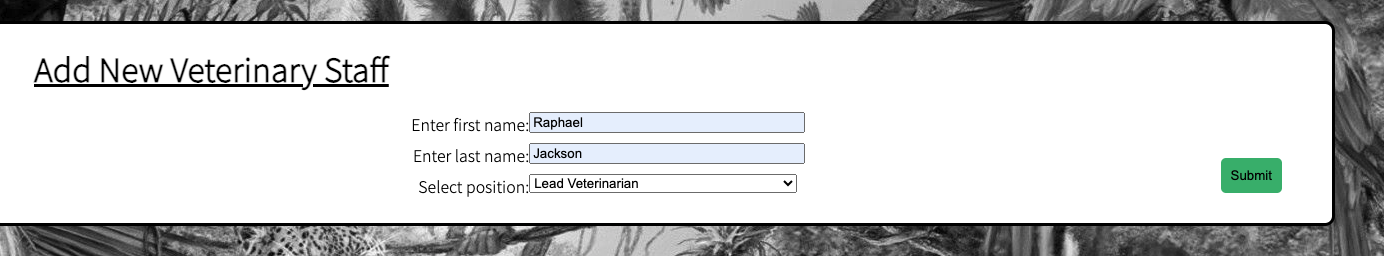 Add New Veterinary Staff
Enter first name: Raphael
Enter last name: Jackson
Select position: Lead Veterinarian
Submit